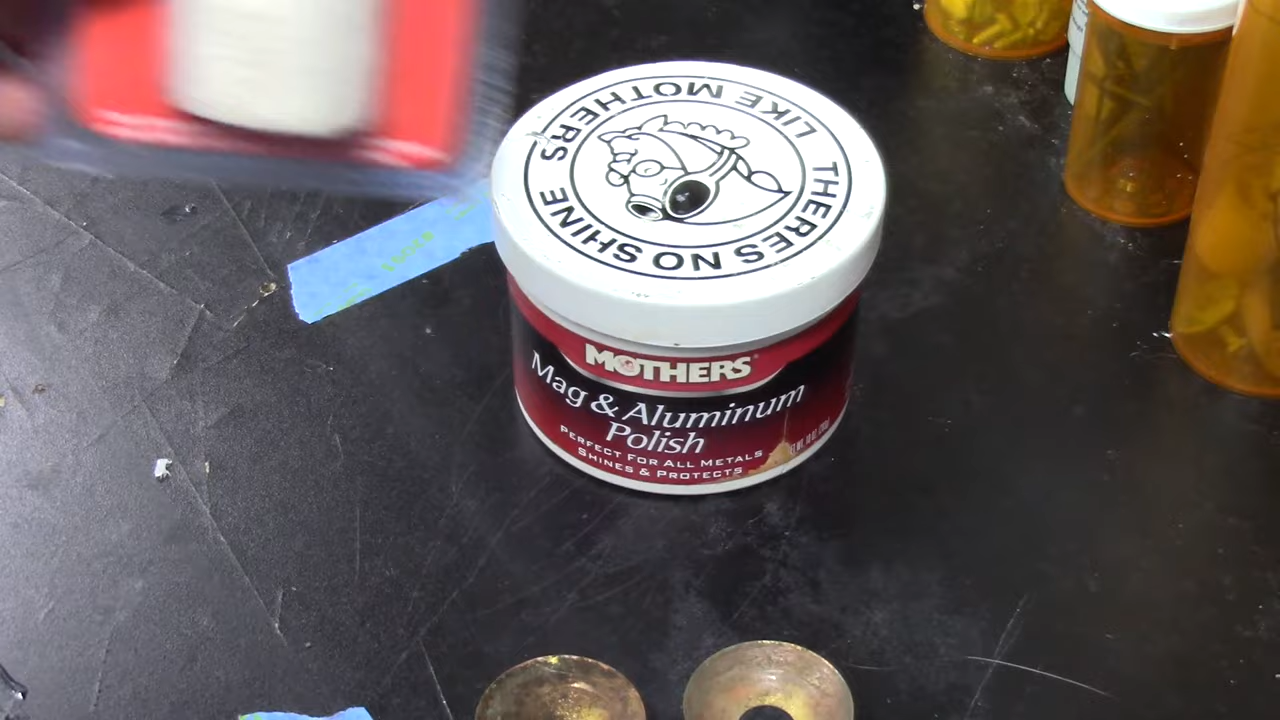 THERES NO SHINE LIKE MOTHERS
MOTHERS
Mag & Aluminum
Polish
PERFECT FOR ALL METALS
SHINES & PROTECTS